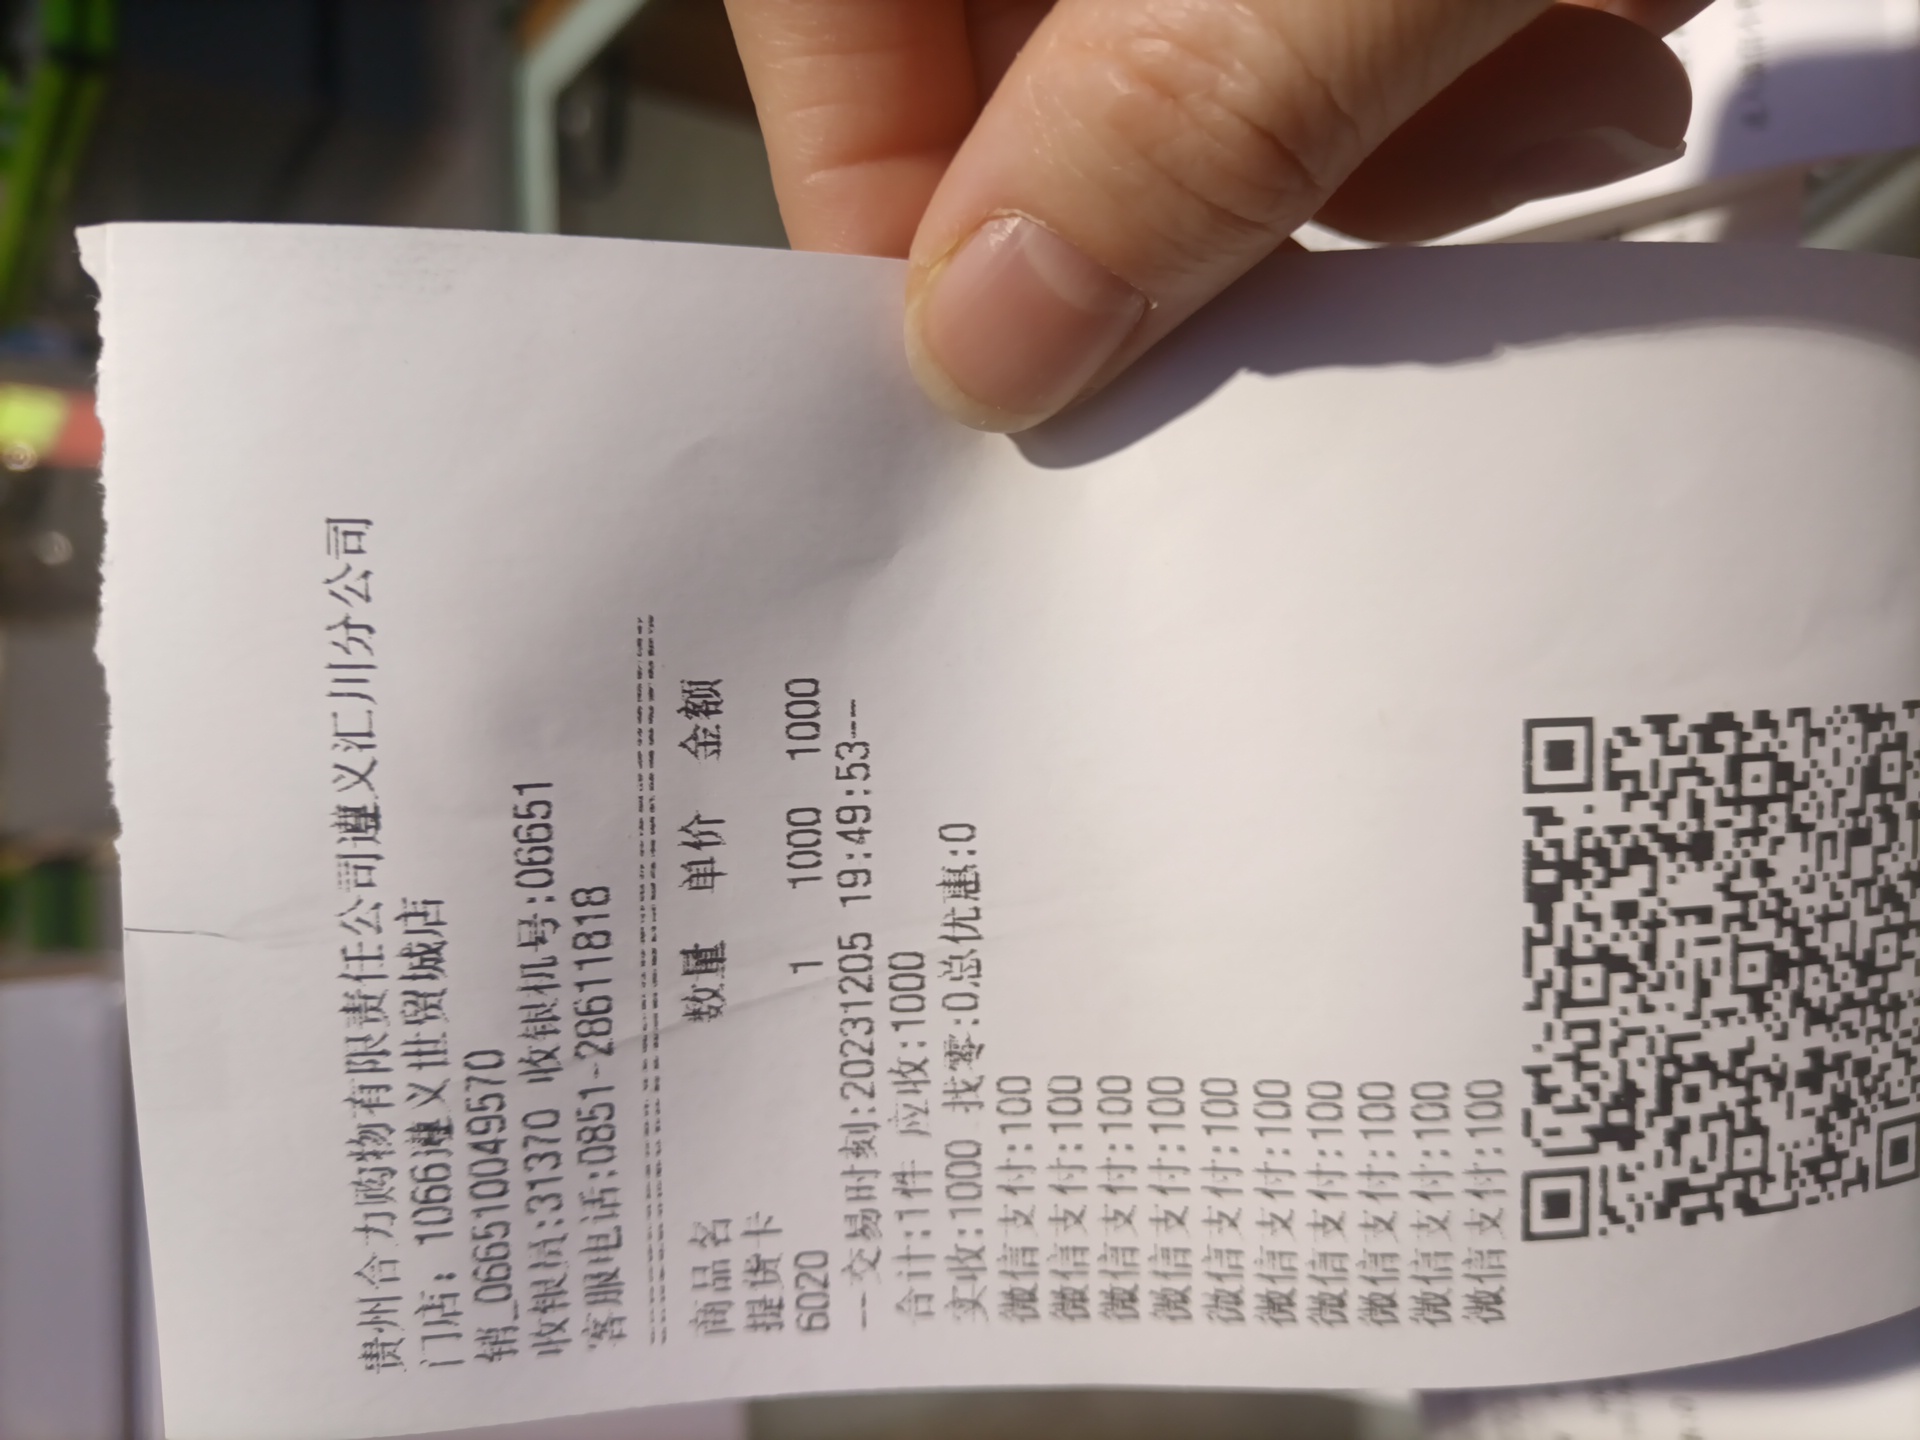 贵州合力购物有限责任公司遵义汇川分公司
门店：1066遵义世贸城店
销_066510049570
收银员:31370 收银机号:06651
客服电话:0851-28611818
================================
商品名 数量 单价 金额
提货卡
6020 1 1000 1000
--交易时刻:20231205 19:49:53--
合计:1件 应收:1000
实收:1000 找零:0总优惠:0
微信支付:100
微信支付:100
微信支付:100
微信支付:100
微信支付:100
微信支付:100
微信支付:100
微信支付:100
微信支付:100
微信支付:100